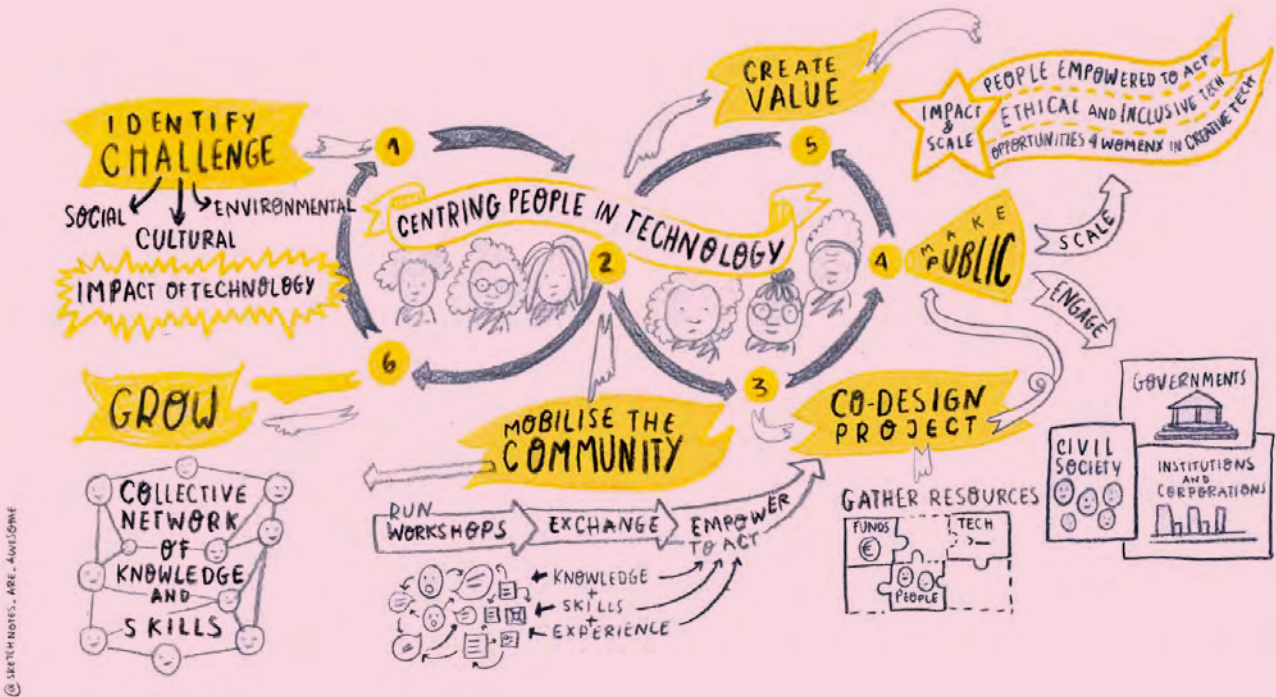 IDENTIFY
CHALLENGE
SOCIAL
CULTURAL
ENVIRONMENTAL
IMPACT OF TECHNOLOGY
1
CENTRING PEOPLE IN TECHNOLOGY
2
MOBILISE THE
COMMUNITY
RUN
WORKSHOPS
EXCHANGE
EMPOWER
TO ACT
KNOWLEDGE
+
SKILLS
+
EXPERIENCE
3
CO-DESIGN
PROJECT
GATHER RESOURCES
FUNDS
€
TECH
>_
PEOPLE
4
MAKE
PUBLIC
SCALE
ENGAGE
GOVERNMENTS
CIVIL
SOCIETY
INSTITUTIONS
AND
CORPORATIONS
5
CREATE
VALUE
IMPACT
&
SCALE
PEOPLE EMPOWERED TO ACT
ETHICAL AND INCLUSIVE TECH
OPPORTUNITIES 4 WOMENX IN CREATIVE TECH
6
GROW
COLLECTIVE
NETWORK
OF
KNOWLEDGE
AND
SKILLS
@SKETCHNOTES.ARE.AWESOME